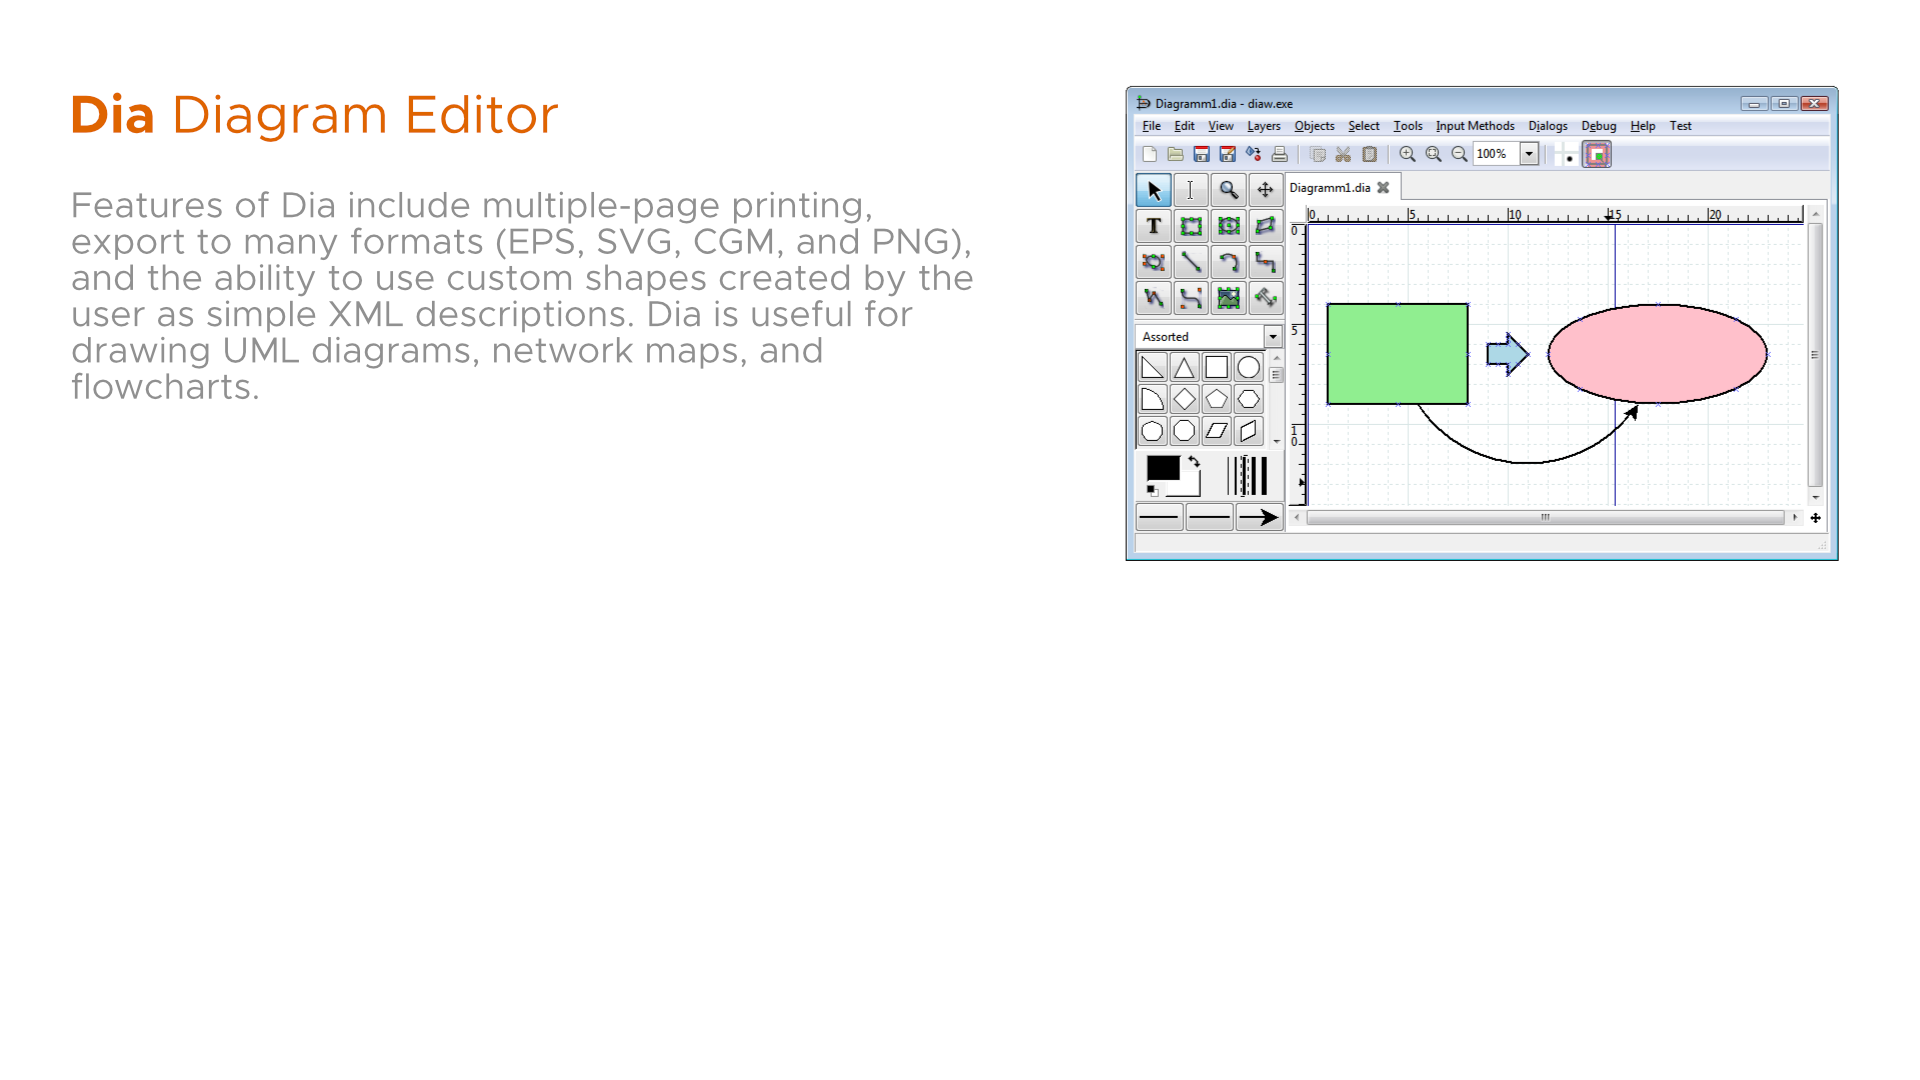 Dia Diagram Editor
Features of Dia include multiple-page printing,
export to many formats (EPS, SVG, CGM, and PNG),
and the ability to use custom shapes created by the
user as simple XML descriptions. Dia is useful for
drawing UML diagrams, network maps, and
flowcharts.
Diagramm1.dia - diaw.exe
File Edit View Layers Objects Select Tools Input Methods Dialogs Debug Help Test
100%
Diagramm1.dia
0 5 10 15 20
0
5
10
T
Assorted